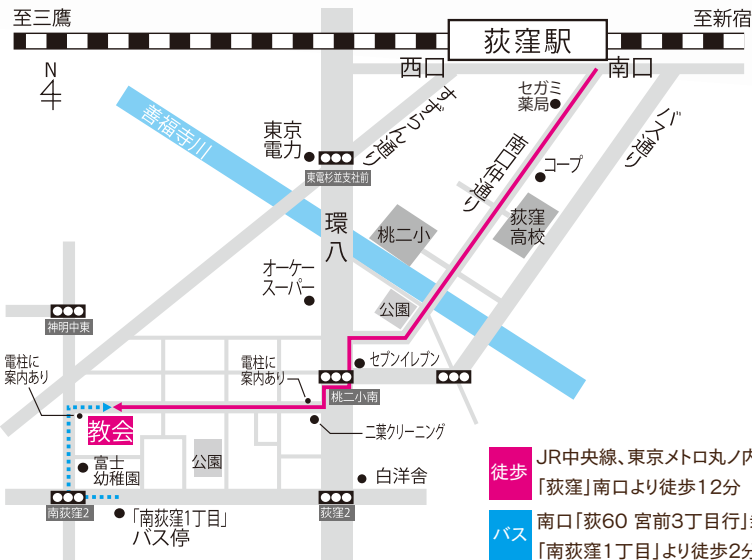 至三鷹
至新宿
荻窪駅
西口
南口
N
セガミ
薬局
善福寺川
すずらん通り
バス通り
東京
電力
南口仲通り
コープ
東電杉並支社前
環八
桃二小
荻窪
高校
オーケー
スーパー
公園
神明中東
電柱に
案内あり
電柱に
案内あり
セブンイレブン
桃二小南
教会
二葉クリーニング
富士
幼稚園
公園
白洋舎
南荻窪2
荻窪2
「南荻窪1丁目」
バス停
徒歩
JR中央線、東京メトロ丸ノ内
「荻窪」南口より徒歩12分
バス
南口「荻60 宮前3丁目行」
「南荻窪1丁目」より徒歩2分